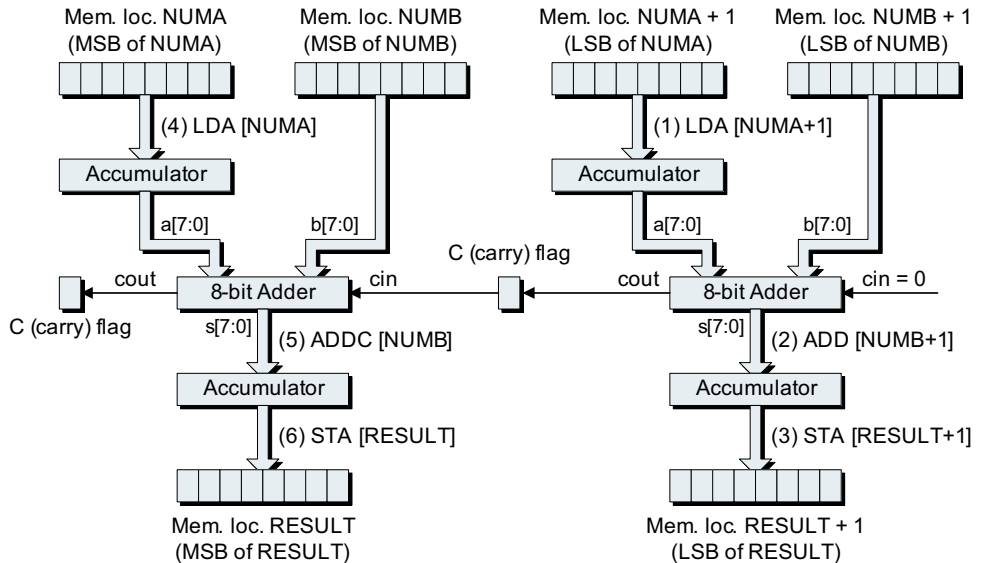 Mem. loc. NUMA
(MSB of NUMA)
Mem. loc. NUMB
(MSB of NUMB)
Mem. loc. NUMA + 1
(LSB of NUMA)
Mem. loc. NUMB + 1
(LSB of NUMB)
(4) LDA [NUMA]
(1) LDA [NUMA+1]
Accumulator
Accumulator
a[7:0]
b[7:0]
a[7:0]
b[7:0]
C (carry) flag
cout
8-bit Adder
cin
cout
8-bit Adder
cin = 0
C (carry) flag
s[7:0]
(5) ADDC [NUMB]
s[7:0]
(2) ADD [NUMB+1]
Accumulator
Accumulator
(6) STA [RESULT]
(3) STA [RESULT+1]
Mem. loc. RESULT
(MSB of RESULT)
Mem. loc. RESULT + 1
(LSB of RESULT)